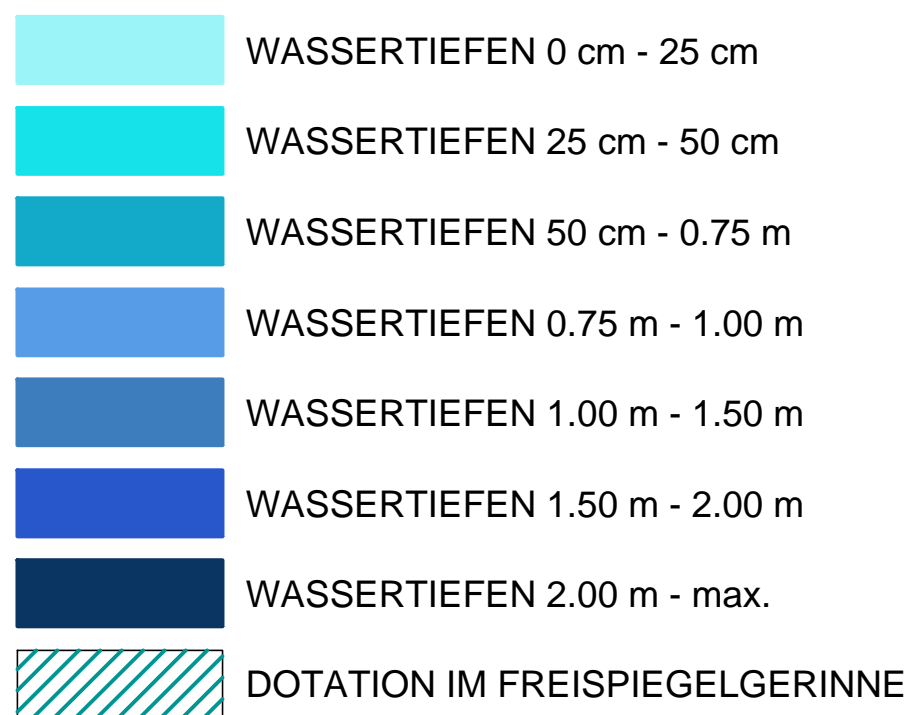 WASSERTIEFEN 0 cm - 25 cm
WASSERTIEFEN 25 cm - 50 cm
WASSERTIEFEN 50 cm - 0.75 m
WASSERTIEFEN 0.75 m - 1.00 m
WASSERTIEFEN 1.00 m - 1.50 m
WASSERTIEFEN 1.50 m - 2.00 m
WASSERTIEFEN 2.00 m - max.
DOTATION IM FREISPIEGELGERINNE